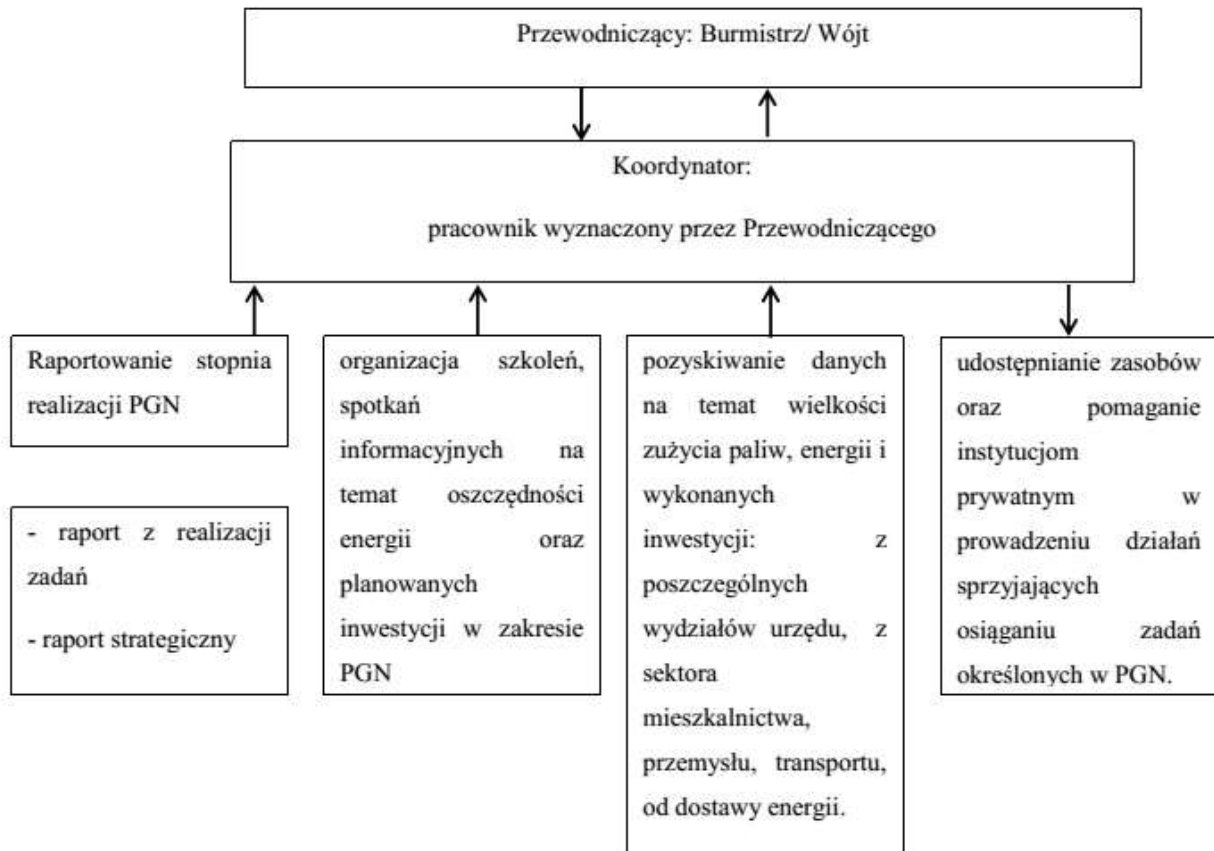 Przewodniczący: Burmistrz/ Wójt
Koordynator:
pracownik wyznaczony przez Przewodniczącego
Raportowanie stopnia
realizacji PGN
- raport z realizacji
zadań
- raport strategiczny
organizacja szkoleń,
spotkań
informacyjnych na
temat oszczędności
energii oraz
planowanych
inwestycji w zakresie
PGN
pozyskiwanie danych
na temat wielkości
zużycia paliw, energii i
wykonanych
inwestycji: z
poszczególnych
wydziałów urzędu, z
sektora
mieszkalnictwa,
przemysłu, transportu,
od dostawy energii.
udostępnianie zasobów
oraz pomaganie
instytucjom
prywatnym w
prowadzeniu działań
sprzyjających
osiąganiu zadań
określonych w PGN.